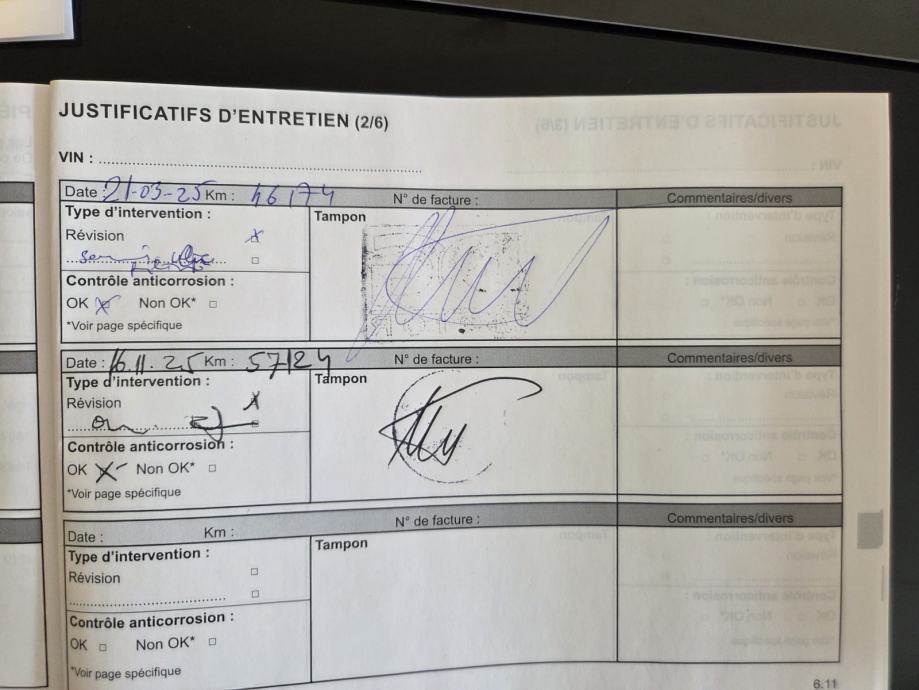 JUSTIFICATIFS D'ENTRETIEN (2/6)
VIN : ................................................
Date : 21-03-25 Km : 46174 N° de facture : Commentaires/divers
Type d'intervention : Tampon
Révision
Contrôle anticorrosion :
OK Non OK*
*Voir page spécifique
Date : 16.11.25 Km : 57124 N° de facture : Commentaires/divers
Type d'intervention : Tampon
Révision
Contrôle anticorrosion :
OK Non OK*
*Voir page spécifique
Date : Km : N° de facture : Commentaires/divers
Type d'intervention : Tampon
Révision
Contrôle anticorrosion :
OK Non OK*
*Voir page spécifique
6.11